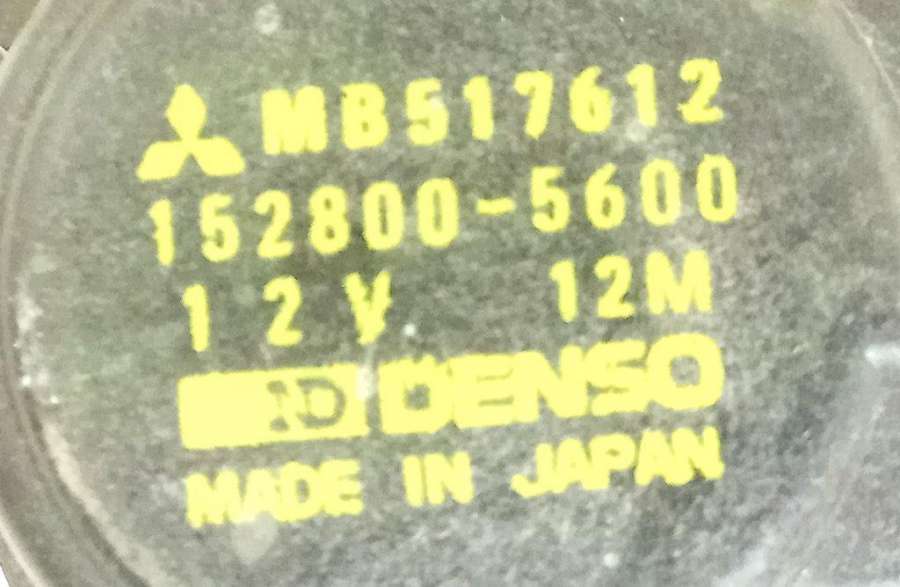 MB517612
152800-5600
12V 12M
ND DENSO
MADE IN JAPAN